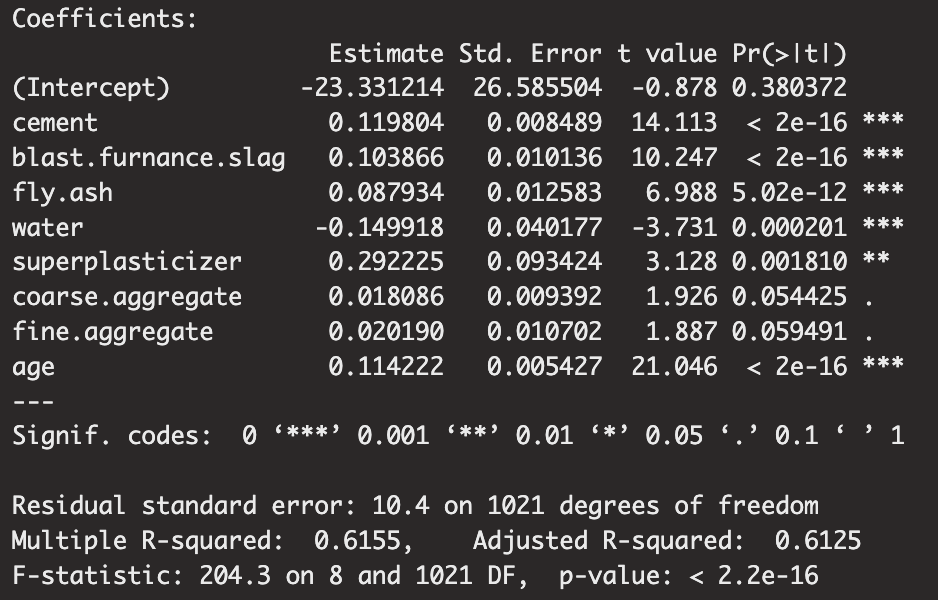 Coefficients:
Estimate Std. Error t value Pr(>|t|)
(Intercept) -23.331214 26.585504 -0.878 0.380372
cement 0.119804 0.008489 14.113 < 2e-16 ***
blast.furnance.slag 0.103866 0.010136 10.247 < 2e-16 ***
fly.ash 0.087934 0.012583 6.988 5.02e-12 ***
water -0.149918 0.040177 -3.731 0.000201 ***
superplasticizer 0.292225 0.093424 3.128 0.001810 **
coarse.aggregate 0.018086 0.009392 1.926 0.054425 .
fine.aggregate 0.020190 0.010702 1.887 0.059491 .
age 0.114222 0.005427 21.046 < 2e-16 ***
---
Signif. codes: 0 ‘***’ 0.001 ‘**’ 0.01 ‘*’ 0.05 ‘.’ 0.1 ‘ ’ 1
Residual standard error: 10.4 on 1021 degrees of freedom
Multiple R-squared: 0.6155, Adjusted R-squared: 0.6125
F-statistic: 204.3 on 8 and 1021 DF, p-value: < 2.2e-16